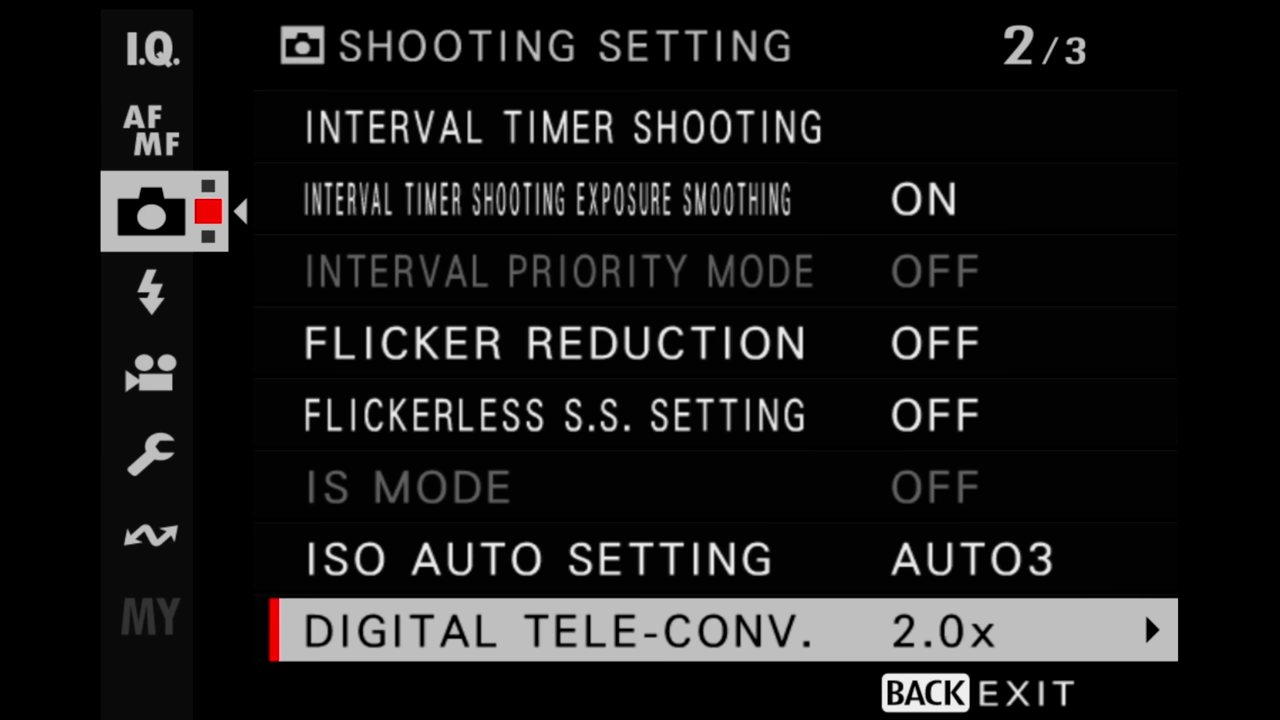 I.Q.
AF
MF
MY
SHOOTING SETTING 2/3
INTERVAL TIMER SHOOTING
INTERVAL TIMER SHOOTING EXPOSURE SMOOTHING ON
INTERVAL PRIORITY MODE OFF
FLICKER REDUCTION OFF
FLICKERLESS S.S. SETTING OFF
IS MODE OFF
ISO AUTO SETTING AUTO3
DIGITAL TELE-CONV. 2.0x
BACK EXIT